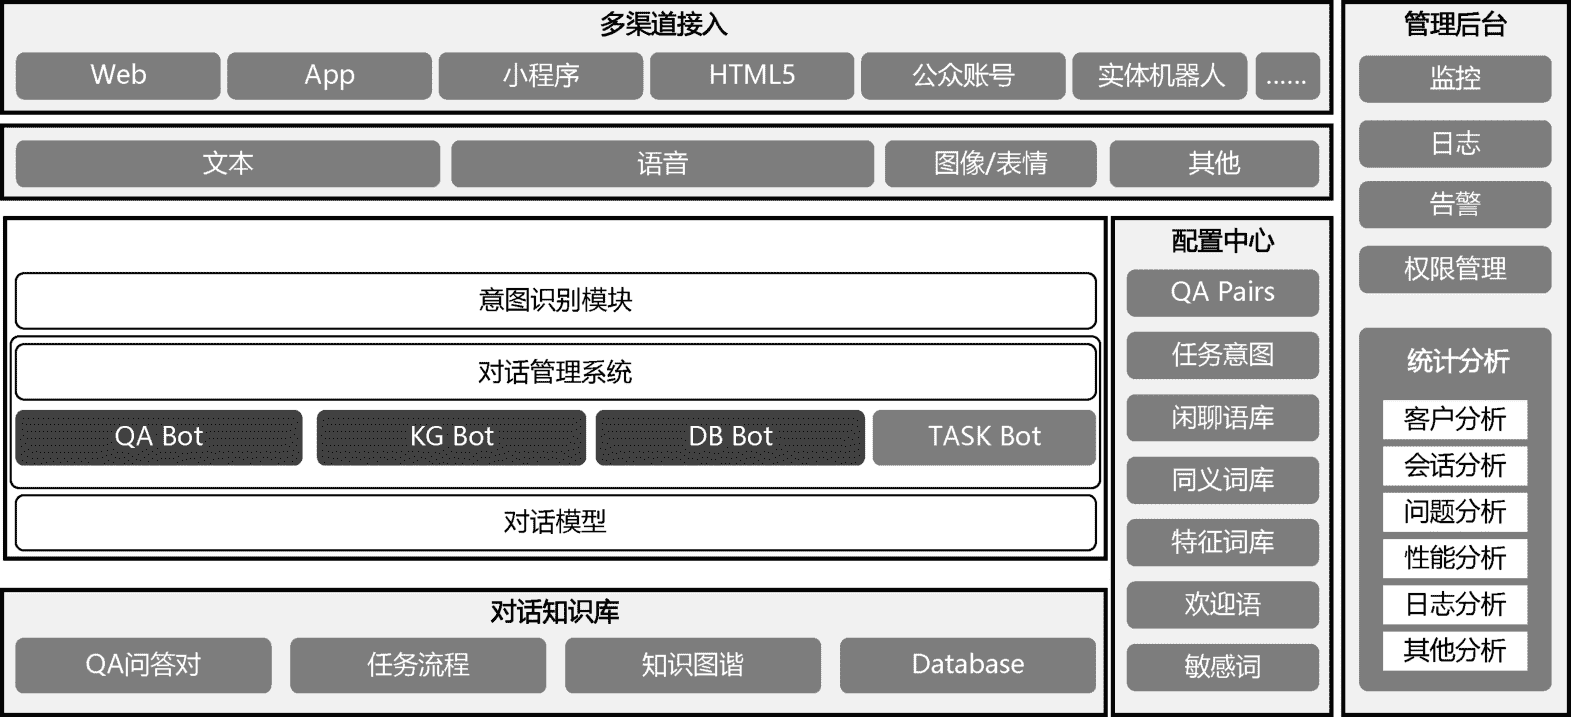 多渠道接入
Web
App
小程序
HTML5
公众账号
实体机器人
......
文本
语音
图像/表情
其他
意图识别模块
对话管理系统
QA Bot
KG Bot
DB Bot
TASK Bot
对话模型
对话知识库
QA问答对
任务流程
知识图谐
Database
配置中心
QA Pairs
任务意图
闲聊语库
同义词库
特征词库
欢迎语
敏感词
管理后台
监控
日志
告警
权限管理
统计分析
客户分析
会话分析
问题分析
性能分析
日志分析
其他分析